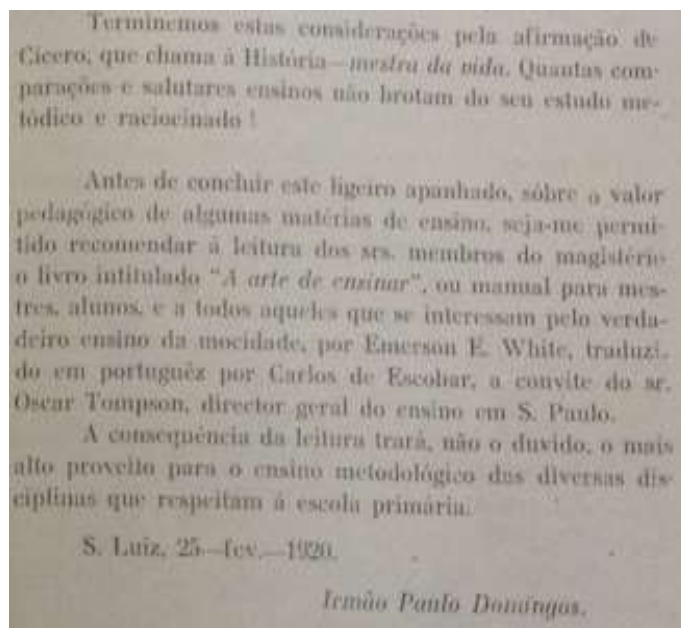 Terminemos estas considerações pela afirmação de
Cícero, que chama à História—mestra da vida. Quantas com-
parações e salutares ensinos não brotam do seu estudo me-
tódico e raciocinado !
Antes de concluir este ligeiro apanhado, sôbre o valor
pedagógico de algumas matérias de ensino, seja-me permi-
tido recomendar á leitura dos srs. membros do magistério
o livro intitulado "A arte de ensinar", ou manual para mes-
tres, alunos, e a todos aqueles que se interessam pelo verda-
deiro ensino da mocidade, por Emerson E. White, traduzi-
do em portuguêz por Carlos de Escobar, a convite do sr.
Oscar Tompson, director geral do ensino em S. Paulo.
A consequência da leitura trará, não o duvido, o mais
alto proveito para o ensino metodológico das diversas dis-
ciplinas que respeitam á escola primária.
S. Luiz, 25—fev.—1920.
Irmão Paulo Domingos.